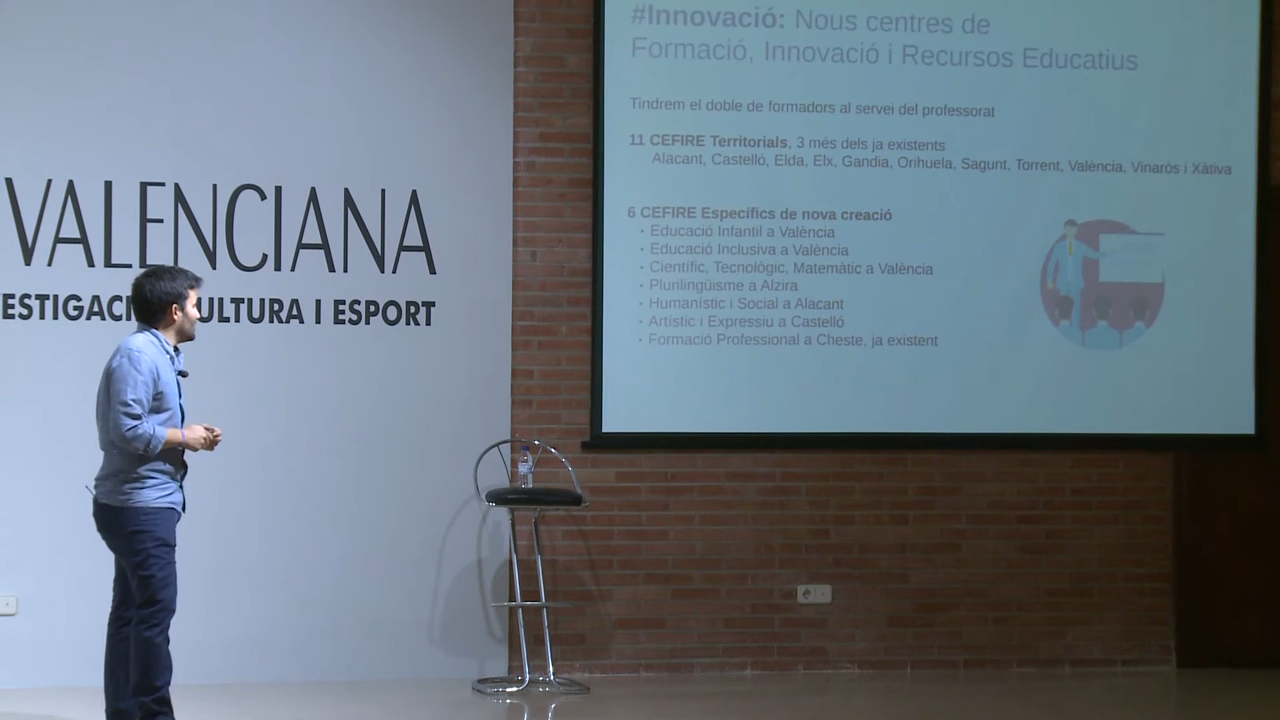 VALENCIANA
ESTIGACI ULTURA I ESPORT
#Innovació: Nous centres de
Formació, Innovació i Recursos Educatius
Tindrem el doble de formadors al servei del professorat
11 CEFIRE Territorials, 3 més dels ja existents
Alacant, Castelló, Elda, Elx, Gandia, Orihuela, Sagunt, Torrent, València, Vinaròs i Xàtiva
6 CEFIRE Específics de nova creació
• Educació Infantil a València
• Educació Inclusiva a València
• Científic, Tecnològic, Matemàtic a València
• Plurilingüisme a Alzira
• Humanístic i Social a Alacant
• Artístic i Expressiu a Castelló
• Formació Professional a Cheste. ja existent